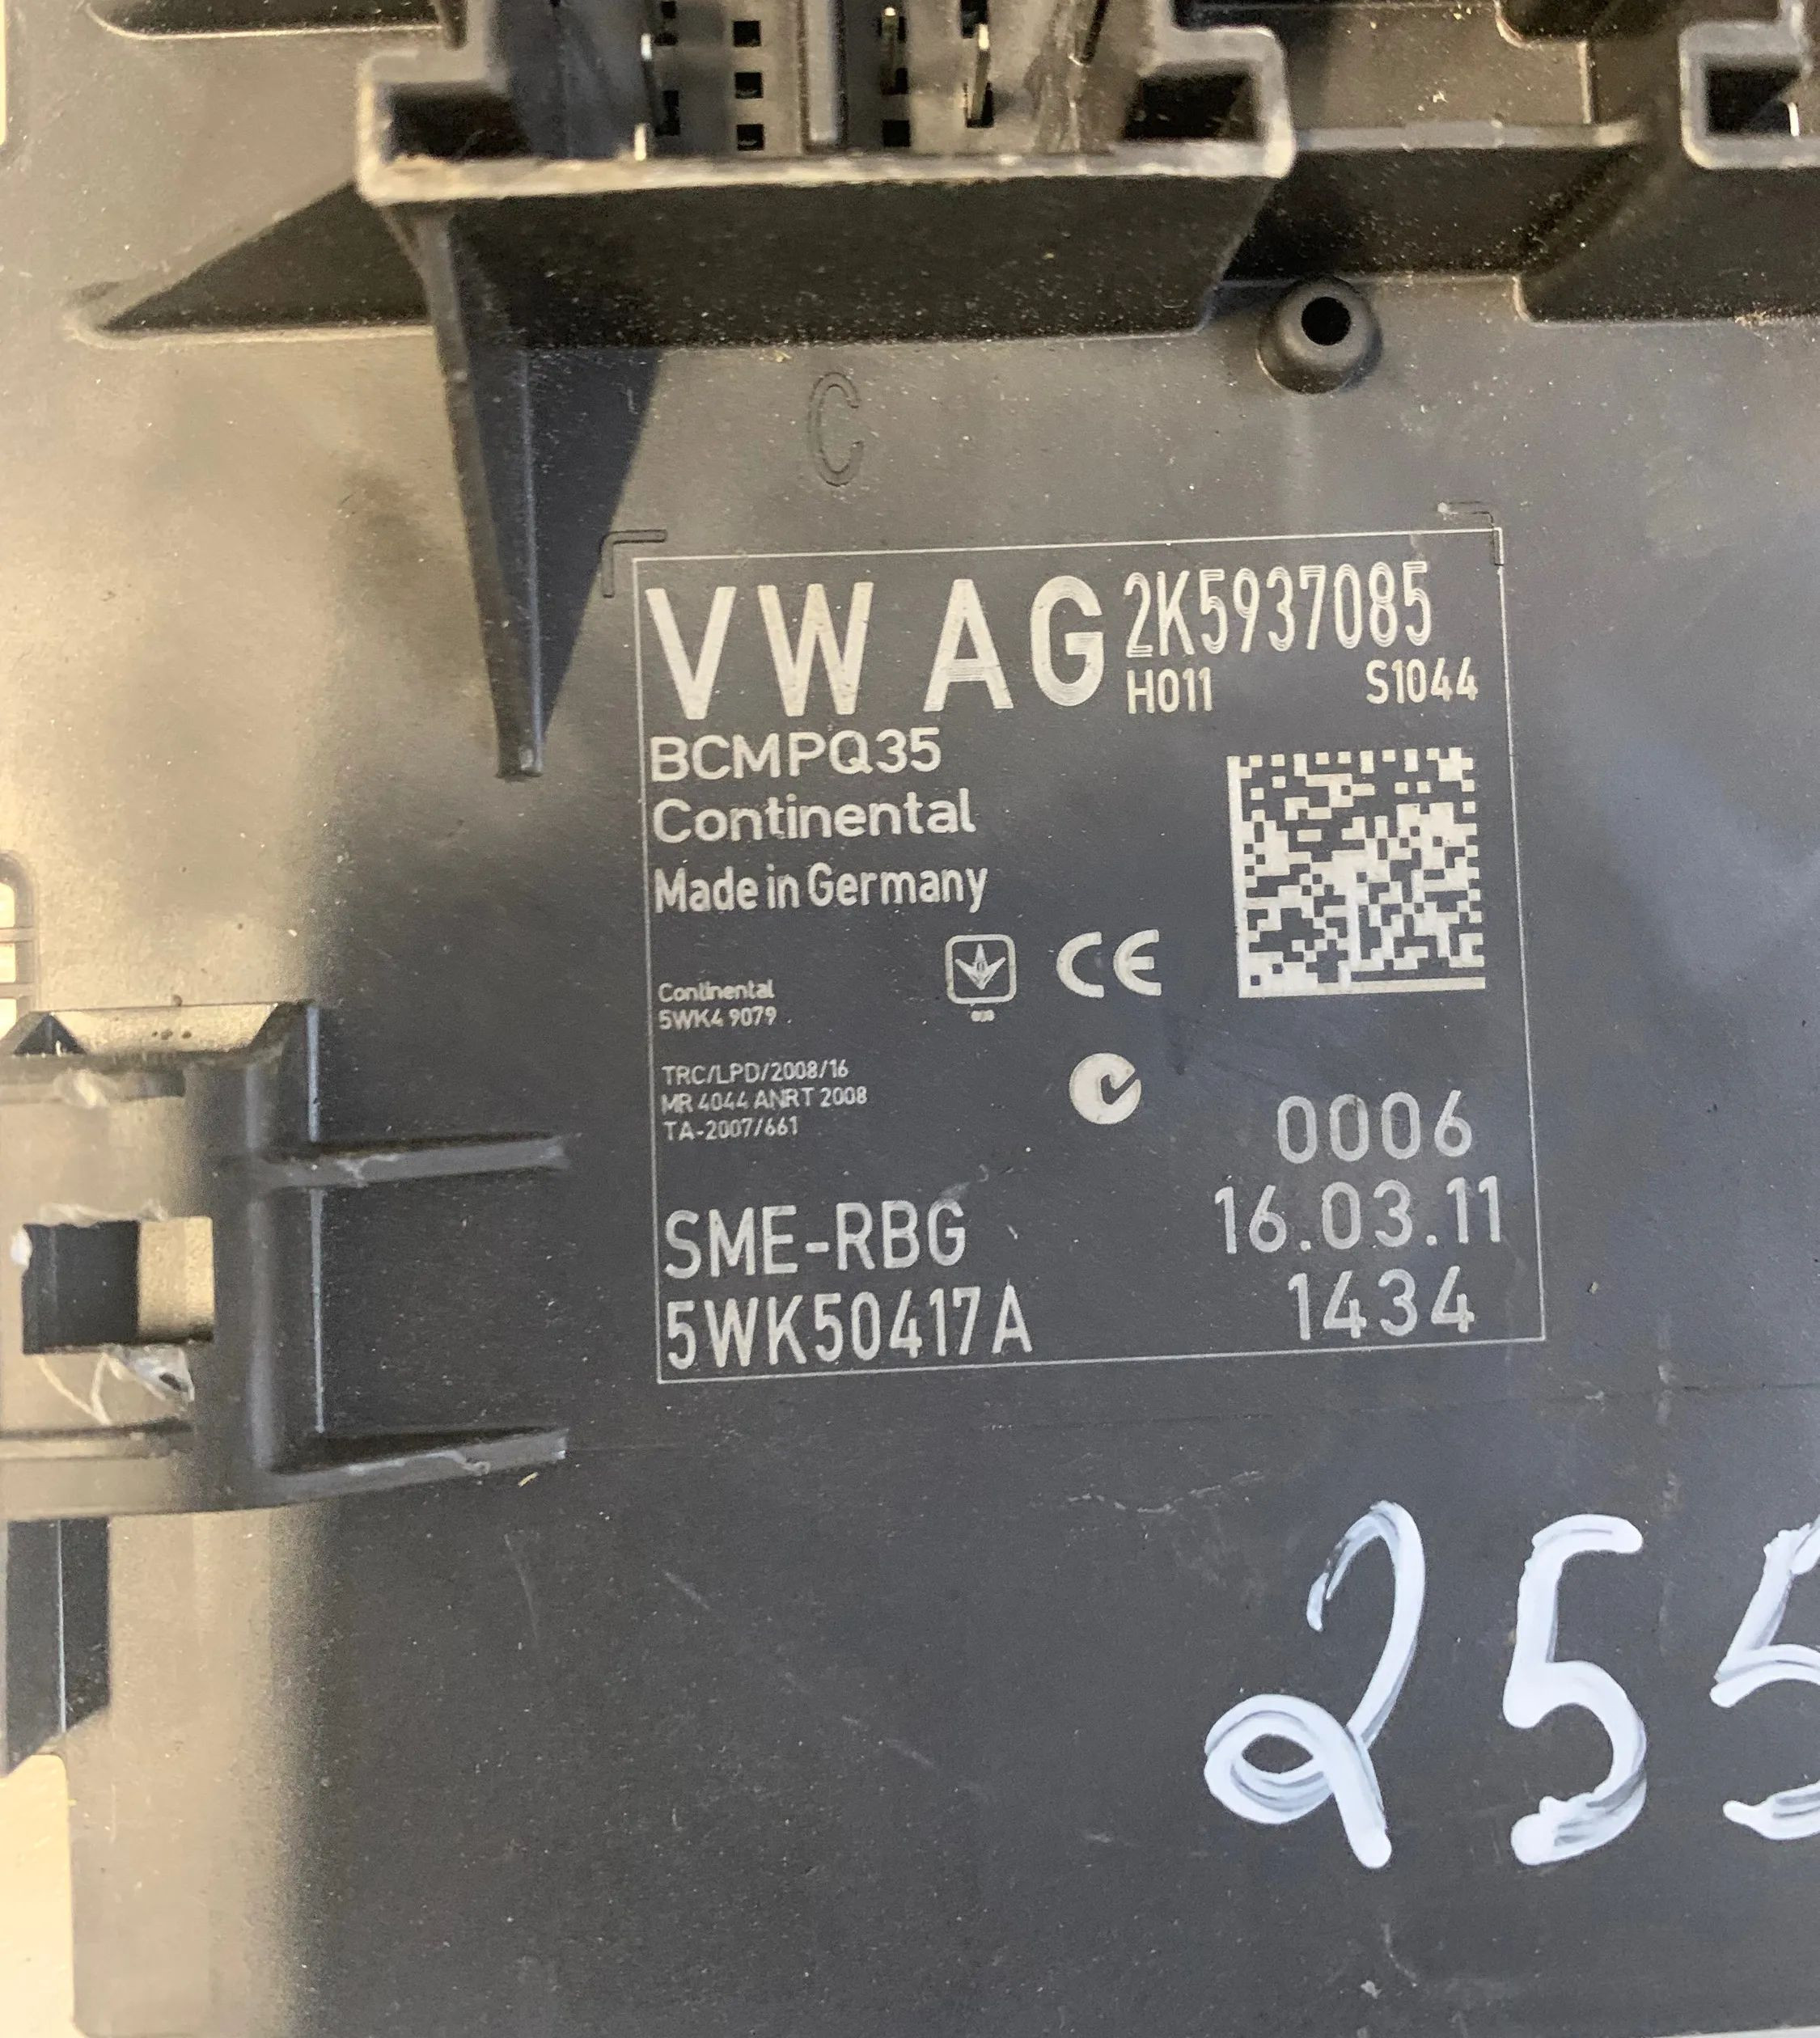 C
VW AG 2K5937085
H011 S1044
BCMPQ35
Continental
Made in Germany
CE
Continental
5WK4 9079
TRC/LPD/2008/16
MR 4044 ANRT 2008
TA-2007/661
0006
SME-RBG 16.03.11
5WK50417A 1434
255